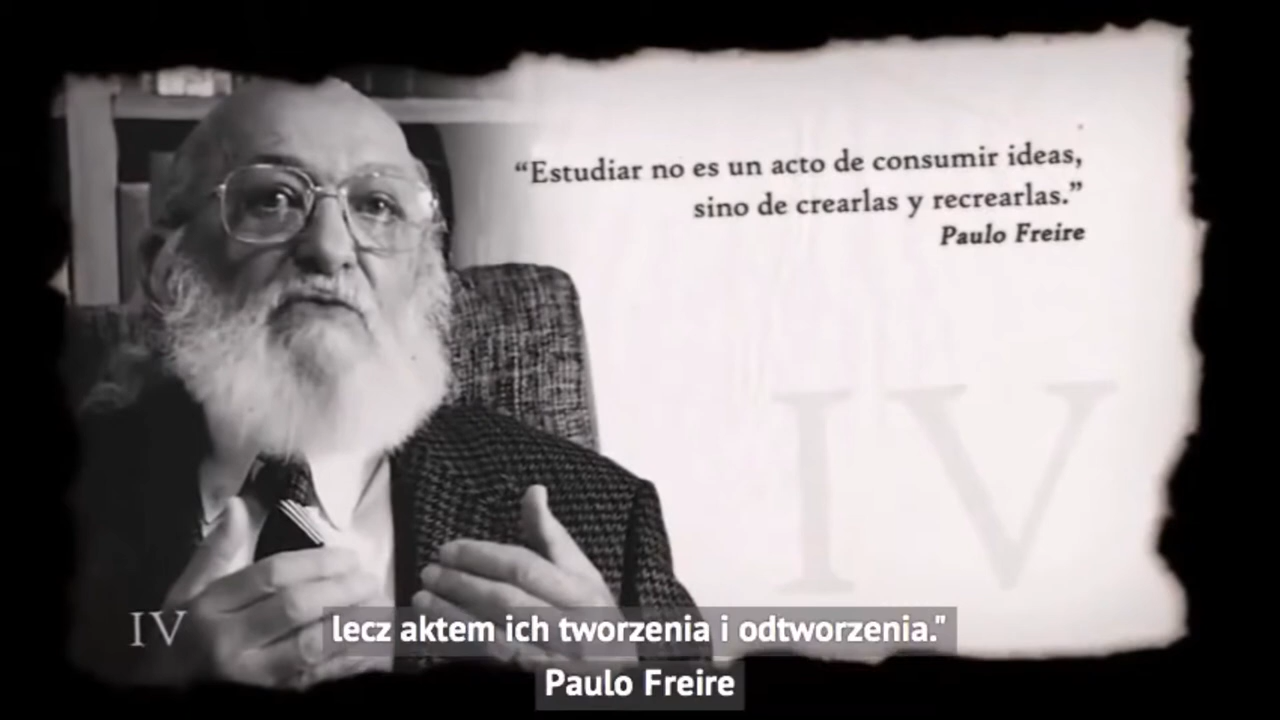 “Estudiar no es un acto de consumir ideas,
sino de crearlas y recrearlas.”
Paulo Freire
IV
IV
lecz aktem ich tworzenia i odtworzenia."
Paulo Freire